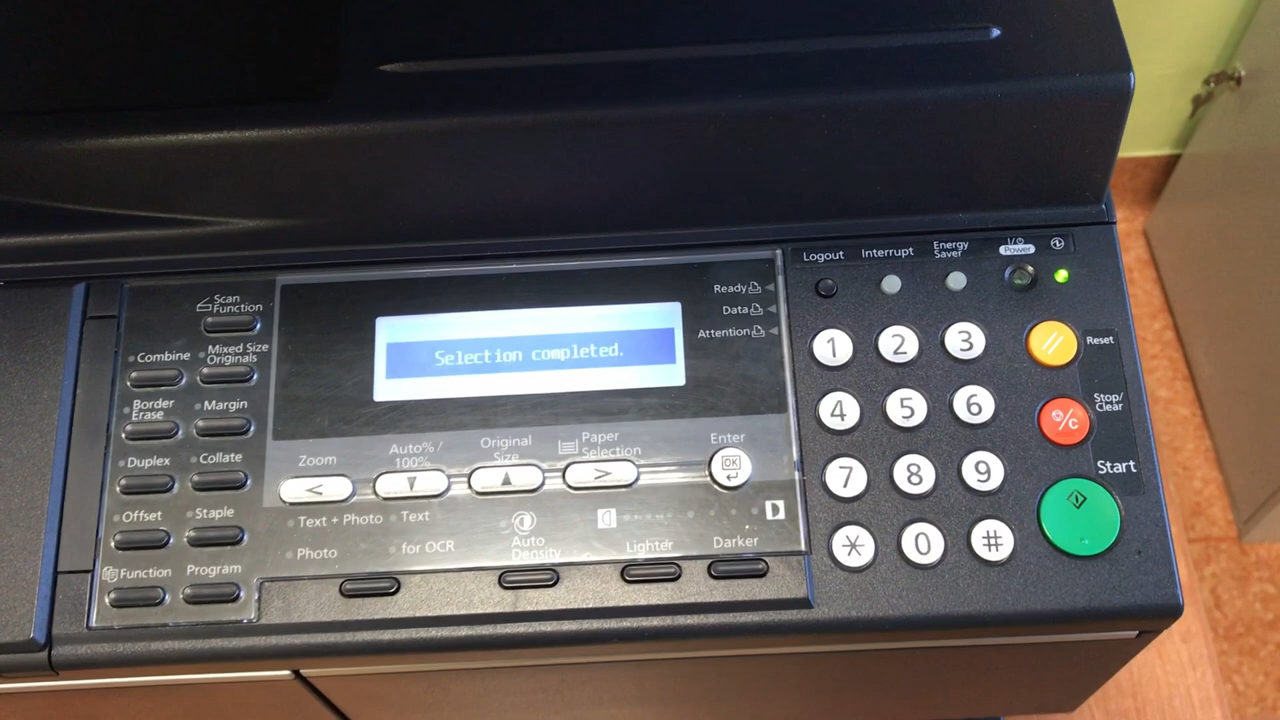 Scan
Function
Combine
Mixed Size
Originals
Border
Erase
Margin
Duplex
Collate
Offset
Staple
Function
Program
Selection completed.
Ready
Data
Attention
Zoom
Auto% /
100%
Original
Size
Paper
Selection
Enter
OK
<
>
Text + Photo
Text
Photo
for OCR
Auto
Density
Lighter
Darker
Logout
Interrupt
Energy
Saver
Power
1
2
3
Reset
4
5
6
Stop/
Clear
/c
7
8
9
Start
*
0
#